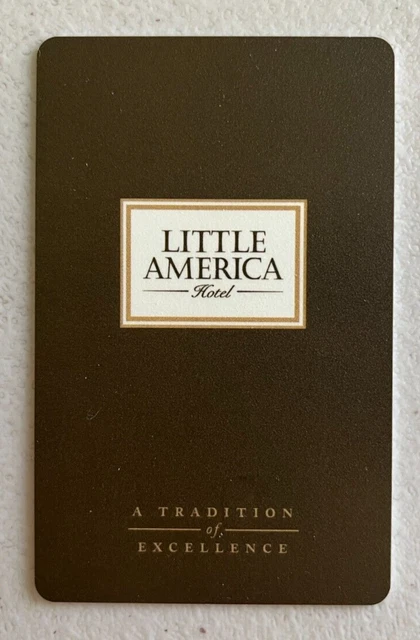 LITTLE
AMERICA
Hotel
A TRADITION
of
EXCELLENCE